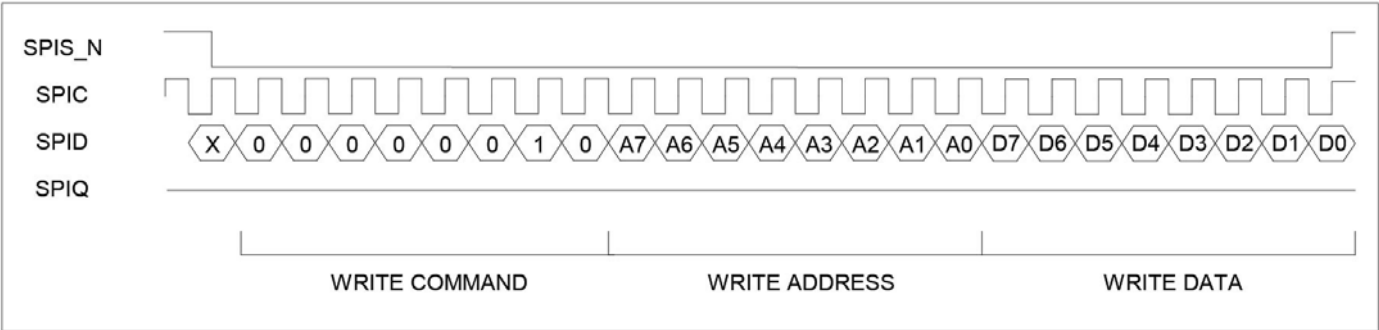 SPIS_N
SPIC
SPID X 0 0 0 0 0 0 1 0 A7 A6 A5 A4 A3 A2 A1 A0 D7 D6 D5 D4 D3 D2 D1 D0
SPIQ
WRITE COMMAND WRITE ADDRESS WRITE DATA